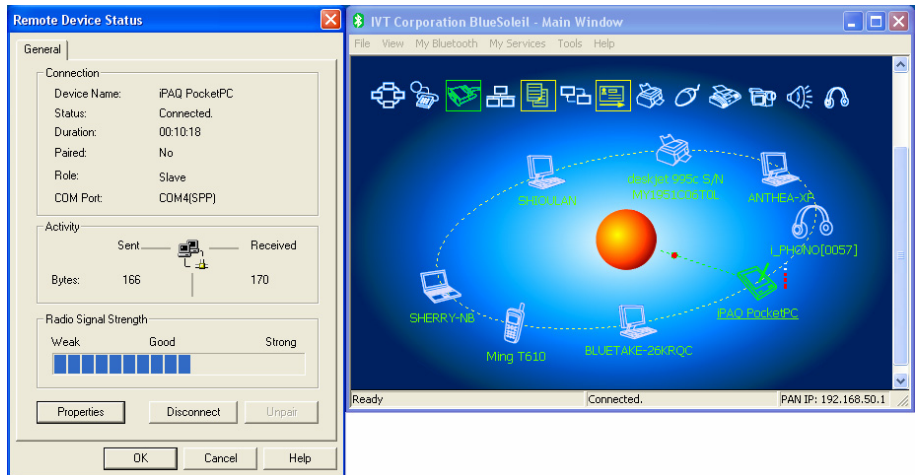 Remote Device Status
General
Connection
Device Name: iPAQ PocketPC
Status: Connected.
Duration: 00:10:18
Paired: No
Role: Slave
COM Port: COM4(SPP)
Activity
Sent Received
Bytes: 166 170
Radio Signal Strength
Weak Good Strong
Properties Disconnect Unpair
OK Cancel Help
IVT Corporation BlueSoleil - Main Window
File View My Bluetooth My Services Tools Help
deskjet 995c S/N
SHIQULAN
ANTHEA-XP
i_PHONO[0057]
iPAQ PocketPC
SHERRY-NB
Ming T610
BLUETAKE-26KRQC
Ready Connected. PAN IP: 192.168.50.1